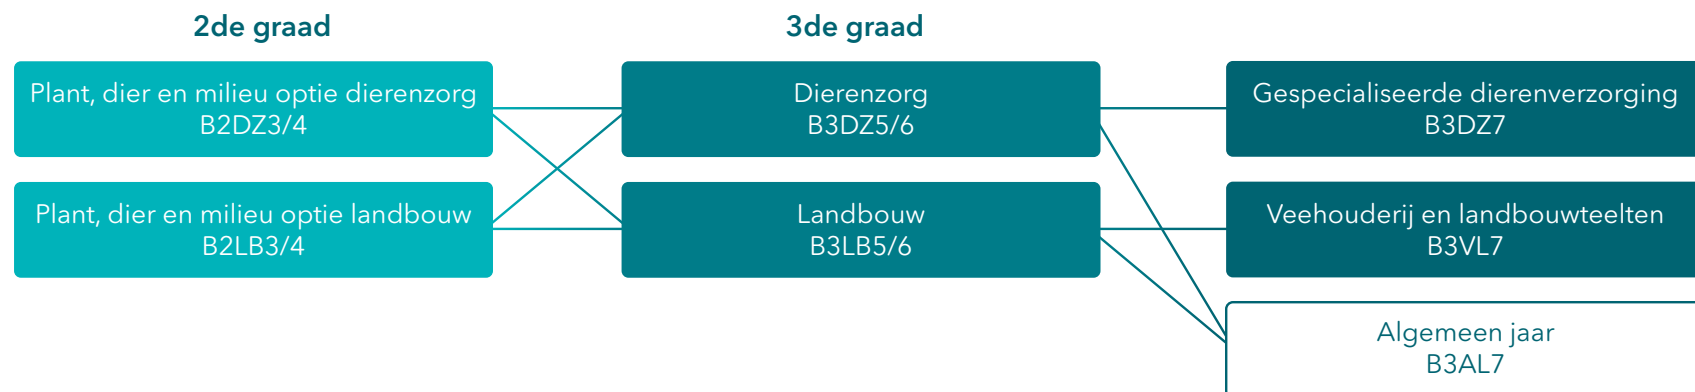 2de graad
3de graad
Plant, dier en milieu optie dierenzorg
B2DZ3/4
Dierenzorg
B3DZ5/6
Gespecialiseerde dierenverzorging
B3DZ7
Plant, dier en milieu optie landbouw
B2LB3/4
Landbouw
B3LB5/6
Veehouderij en landbouwteelten
B3VL7
Algemeen jaar
B3AL7